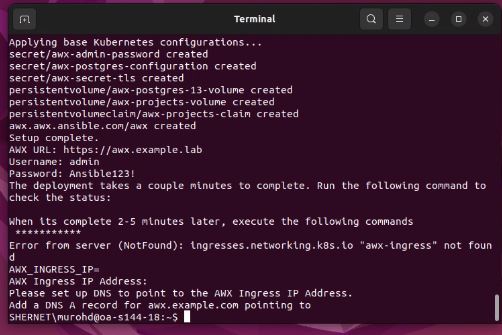 Terminal
Applying base Kubernetes configurations...
secret/awx-admin-password created
secret/awx-postgres-configuration created
secret/awx-secret-tls created
persistentvolume/awx-postgres-13-volume created
persistentvolume/awx-projects-volume created
persistentvolumeclaim/awx-projects-claim created
awx.awx.ansible.com/awx created
Setup complete.
AWX URL: https://awx.example.lab
Username: admin
Password: Ansible123!
The deployment takes a couple minutes to complete. Run the following command to
check the status:
When its complete 2-5 minutes later, execute the following commands
***********
Error from server (NotFound): ingresses.networking.k8s.io "awx-ingress" not foun
d
AWX_INGRESS_IP=
AWX Ingress IP Address:
Please set up DNS to point to the AWX Ingress IP Address.
Add a DNS A record for awx.example.com pointing to
SHERNET\murohd@oa-s144-18:~$